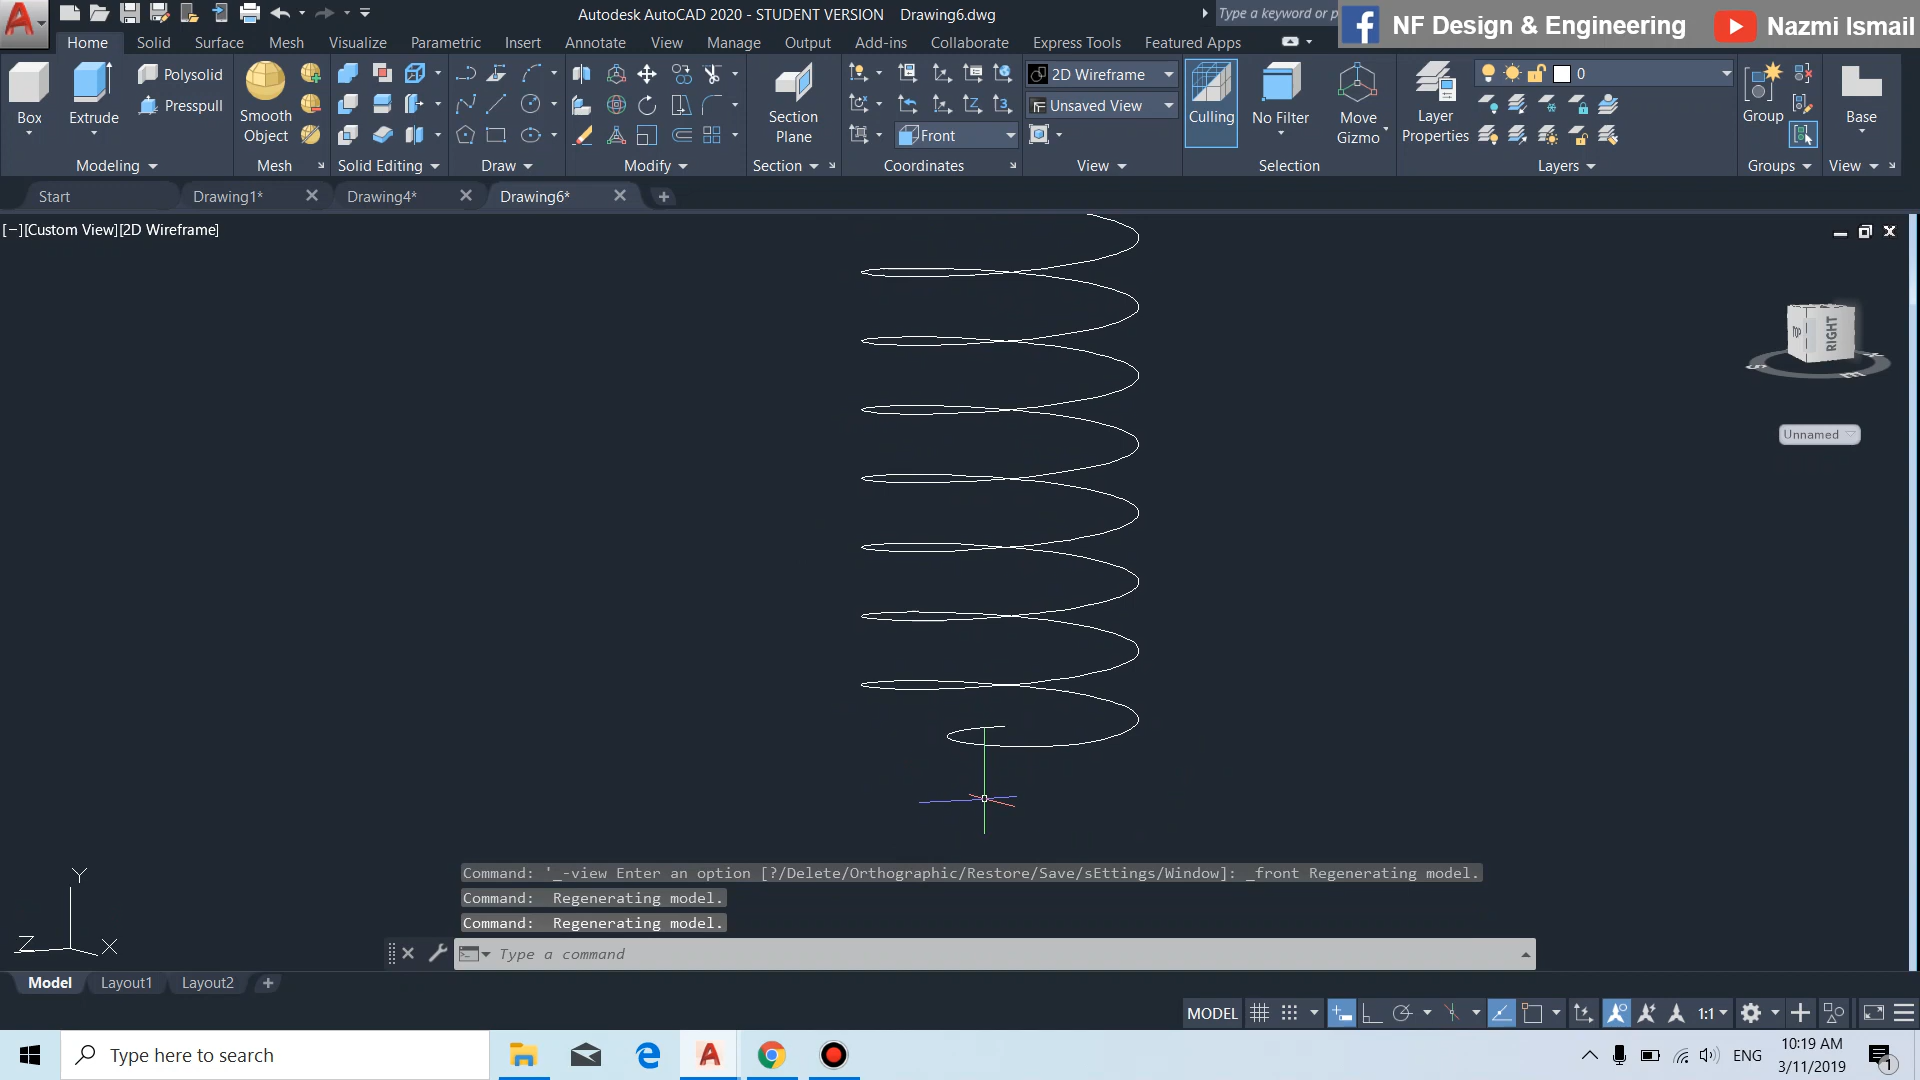 Autodesk AutoCAD 2020 - STUDENT VERSION Drawing6.dwg
Type a keyword or p
NF Design & Engineering
Nazmi Ismail
Home Solid Surface Mesh Visualize Parametric Insert Annotate View Manage Output Add-ins Collaborate Express Tools Featured Apps
Box
Extrude
Polysolid
Presspull
Smooth
Object
Section
Plane
Front
2D Wireframe
Unsaved View
Culling
No Filter
Move
Gizmo
Layer
Properties
0
Group
Base
Modeling
Mesh
Solid Editing
Draw
Modify
Section
Coordinates
View
Selection
Layers
Groups
View
Start
Drawing1*
Drawing4*
Drawing6*
[−][Custom View][2D Wireframe]
TOP
RIGHT
S
E
N
Unnamed
Y
Z
X
Command: '_-view Enter an option [?/Delete/Orthographic/Restore/Save/sEttings/Window]: _front Regenerating model.
Command: Regenerating model.
Command: Regenerating model.
Type a command
Model Layout1 Layout2
MODEL
1:1
Type here to search
ENG
10:19 AM
3/11/2019
1